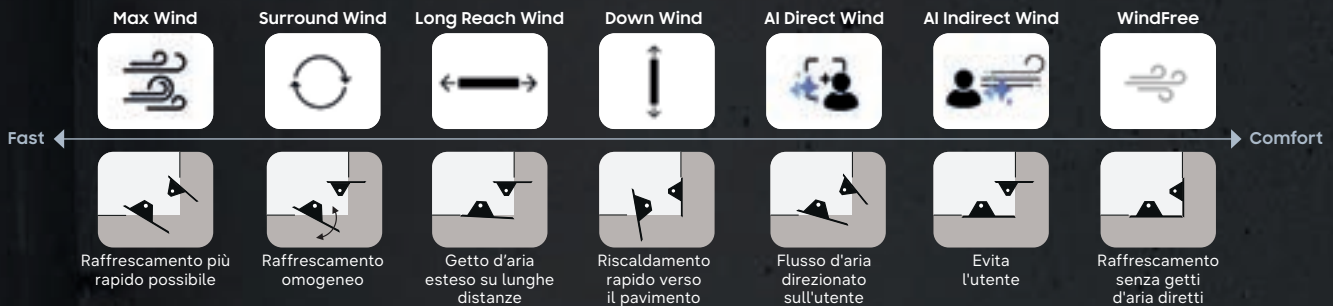 Max Wind
Surround Wind
Long Reach Wind
Down Wind
AI Direct Wind
AI Indirect Wind
WindFree
Fast
Comfort
Raffrescamento più
rapido possibile
Raffrescamento
omogeneo
Getto d'aria
esteso su lunghe
distanze
Riscaldamento
rapido verso
il pavimento
Flusso d'aria
direzionato
sull'utente
Evita
l'utente
Raffrescamento
senza getti
d'aria diretti